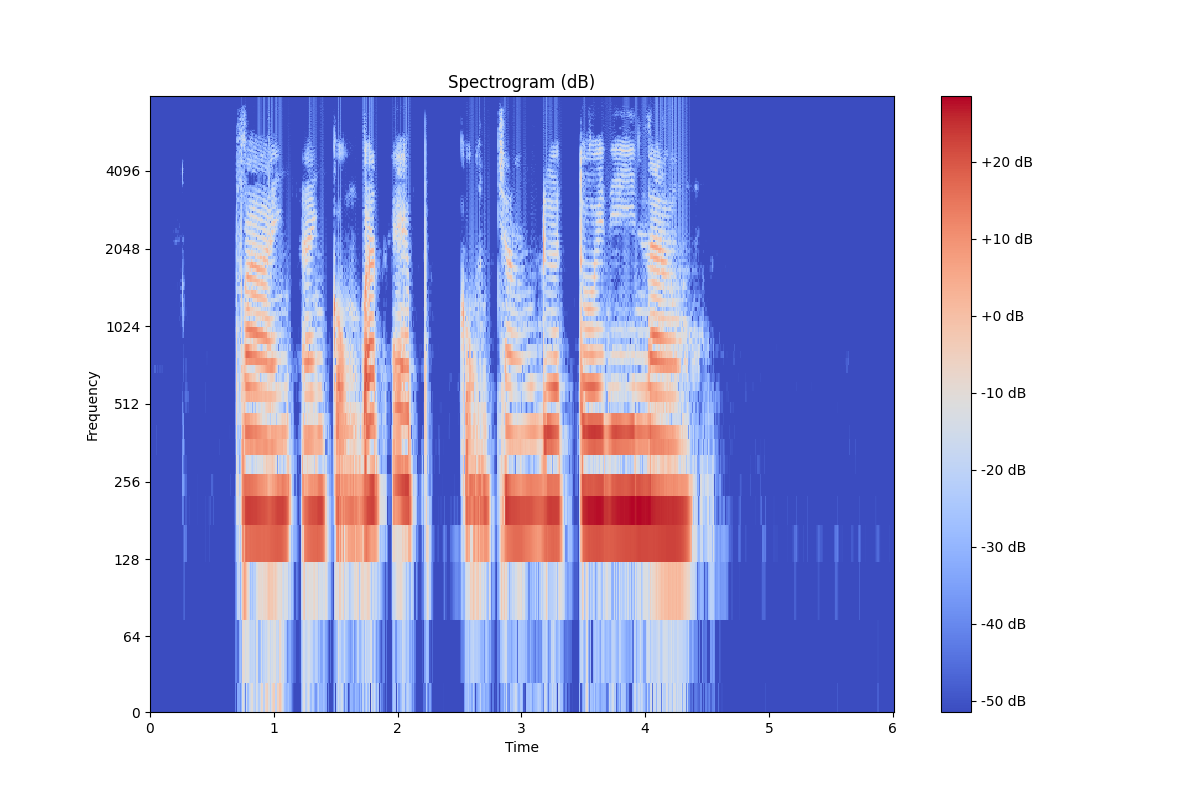 Spectrogram (dB)
Frequency
4096
2048
1024
512
256
128
64
0
0 1 2 3 4 5 6
Time
+20 dB
+10 dB
+0 dB
-10 dB
-20 dB
-30 dB
-40 dB
-50 dB